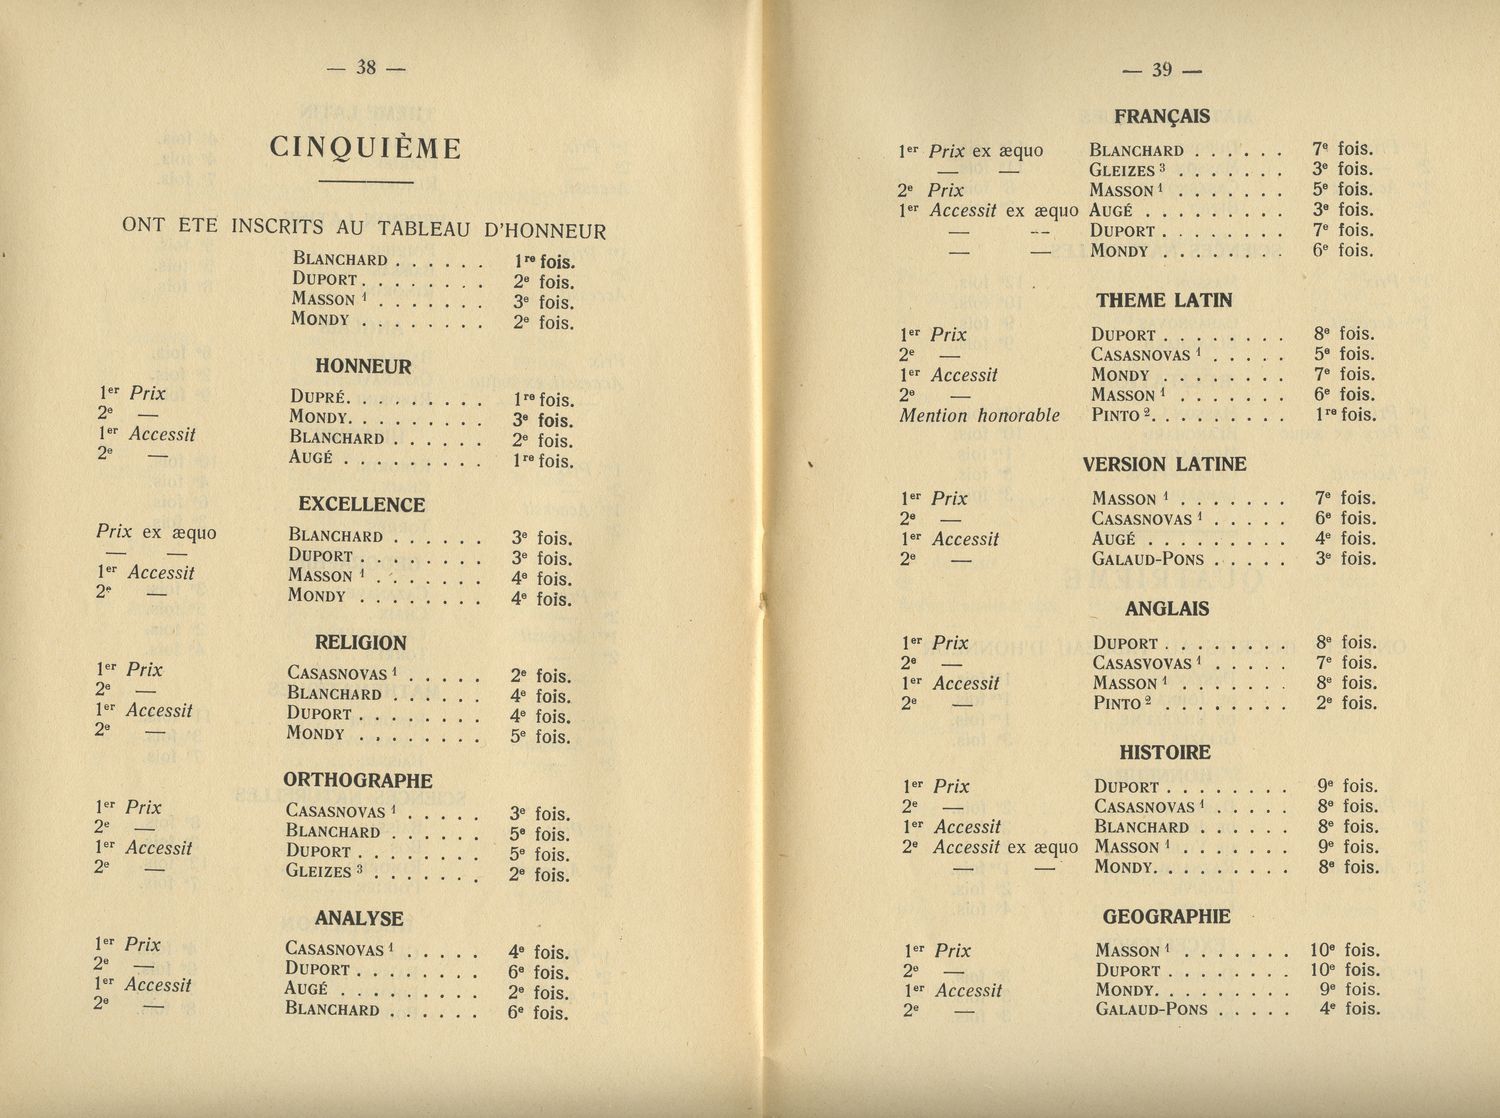 — 38 —
CINQUIÈME
ONT ETE INSCRITS AU TABLEAU D'HONNEUR
BLANCHARD . . . . . . 1re fois.
DUPORT . . . . . . . . 2e fois.
MASSON 1 . . . . . . . 3e fois.
MONDY . . . . . . . . 2e fois.
HONNEUR
1er Prix DUPRÉ. . . . . . . . . 1re fois.
2e — MONDY. . . . . . . . . 3e fois.
1er Accessit BLANCHARD . . . . . . 2e fois.
2e — AUGÉ . . . . . . . . . 1re fois.
EXCELLENCE
Prix ex æquo BLANCHARD . . . . . . 3e fois.
— — DUPORT . . . . . . . . 3e fois.
1er Accessit MASSON 1 . . . . . . . 4e fois.
2e — MONDY . . . . . . . . 4e fois.
RELIGION
1er Prix CASASNOVAS 1 . . . . . 2e fois.
2e — BLANCHARD . . . . . . 4e fois.
1er Accessit DUPORT . . . . . . . . 4e fois.
2e — MONDY . . . . . . . . 5e fois.
ORTHOGRAPHE
1er Prix CASASNOVAS 1 . . . . . 3e fois.
2e — BLANCHARD . . . . . . 5e fois.
1er Accessit DUPORT . . . . . . . . 5e fois.
2e — GLEIZES 3 . . . . . . . 2e fois.
ANALYSE
1er Prix CASASNOVAS 1 . . . . . 4e fois.
2e — DUPORT . . . . . . . . 6e fois.
1er Accessit AUGÉ . . . . . . . . . 2e fois.
2e — BLANCHARD . . . . . . 6e fois.
— 39 —
FRANÇAIS
1er Prix ex æquo BLANCHARD . . . . . . 7e fois.
— — GLEIZES 3 . . . . . . . 3e fois.
2e Prix MASSON 1 . . . . . . . 5e fois.
1er Accessit ex æquo AUGÉ . . . . . . . . . 3e fois.
— — DUPORT . . . . . . . . 7e fois.
— — MONDY . . . . . . . . 6e fois.
THEME LATIN
1er Prix DUPORT . . . . . . . . 8e fois.
2e — CASASNOVAS 1 . . . . . 5e fois.
1er Accessit MONDY . . . . . . . . 7e fois.
2e — MASSON 1 . . . . . . . 6e fois.
Mention honorable PINTO 2 . . . . . . . . . 1re fois.
VERSION LATINE
1er Prix MASSON 1 . . . . . . . 7e fois.
2e — CASASNOVAS 1 . . . . . 6e fois.
1er Accessit AUGÉ . . . . . . . . . 4e fois.
2e — GALAUD-PONS . . . . . 3e fois.
ANGLAIS
1er Prix DUPORT . . . . . . . . 8e fois.
2e — CASASVOVAS 1 . . . . . 7e fois.
1er Accessit MASSON 1 . . . . . . . 8e fois.
2e — PINTO 2 . . . . . . . . 2e fois.
HISTOIRE
1er Prix DUPORT . . . . . . . . 9e fois.
2e — CASASNOVAS 1 . . . . . 8e fois.
1er Accessit BLANCHARD . . . . . . 8e fois.
2e Accessit ex æquo MASSON 1 . . . . . . . 9e fois.
— — MONDY. . . . . . . . . 8e fois.
GEOGRAPHIE
1er Prix MASSON 1 . . . . . . . 10e fois.
2e — DUPORT . . . . . . . . 10e fois.
1er Accessit MONDY. . . . . . . . . 9e fois.
2e — GALAUD-PONS . . . . . 4e fois.